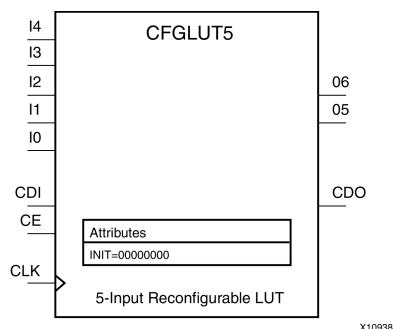 CFGLUT5
I4
I3
I2
I1
I0
06
05
CDI
CE
CLK
CDO
Attributes
INIT=00000000
5-Input Reconfigurable LUT
X10938